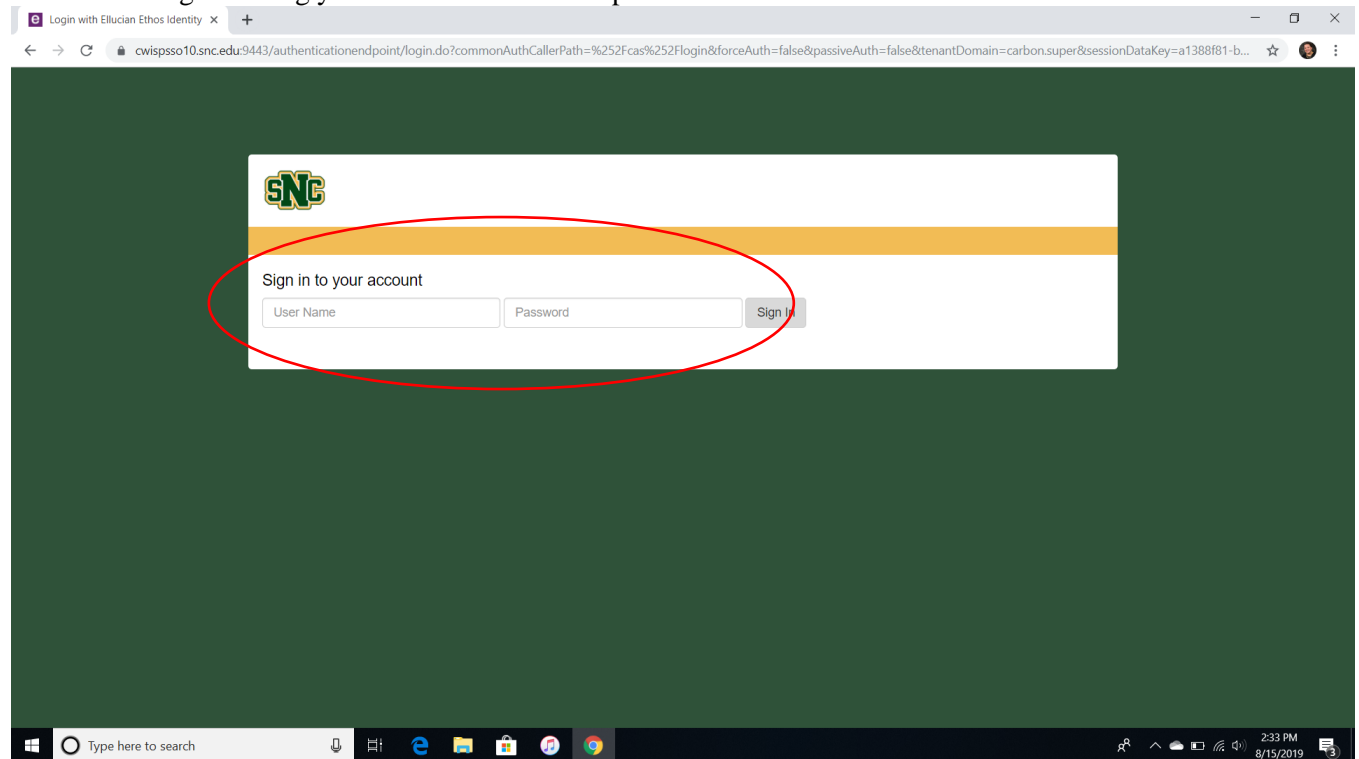 Login with Ellucian Ethos Identity
cwispsso10.snc.edu:9443/authenticationendpoint/login.do?commonAuthCallerPath=%252Fcas%252Flogin&forceAuth=false&passiveAuth=false&tenantDomain=carbon.super&sessionDataKey=a1388f81-b...
SNC
Sign in to your account
User Name Password Sign In
Type here to search
2:33 PM
8/15/2019
3